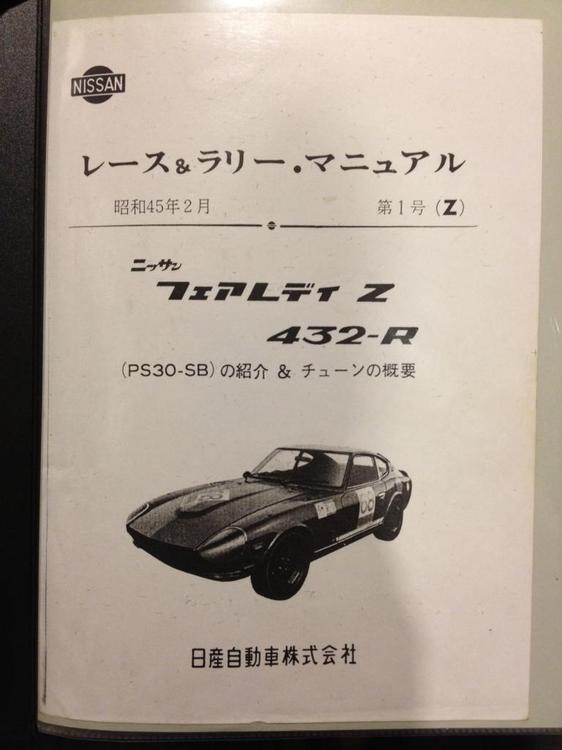 NISSAN
レース&ラリー・マニュアル
昭和45年2月 第1号(Z)
ニッサン
フェアレディ Z
432-R
(PS30-SB)の紹介 & チューンの概要
日産自動車株式会社